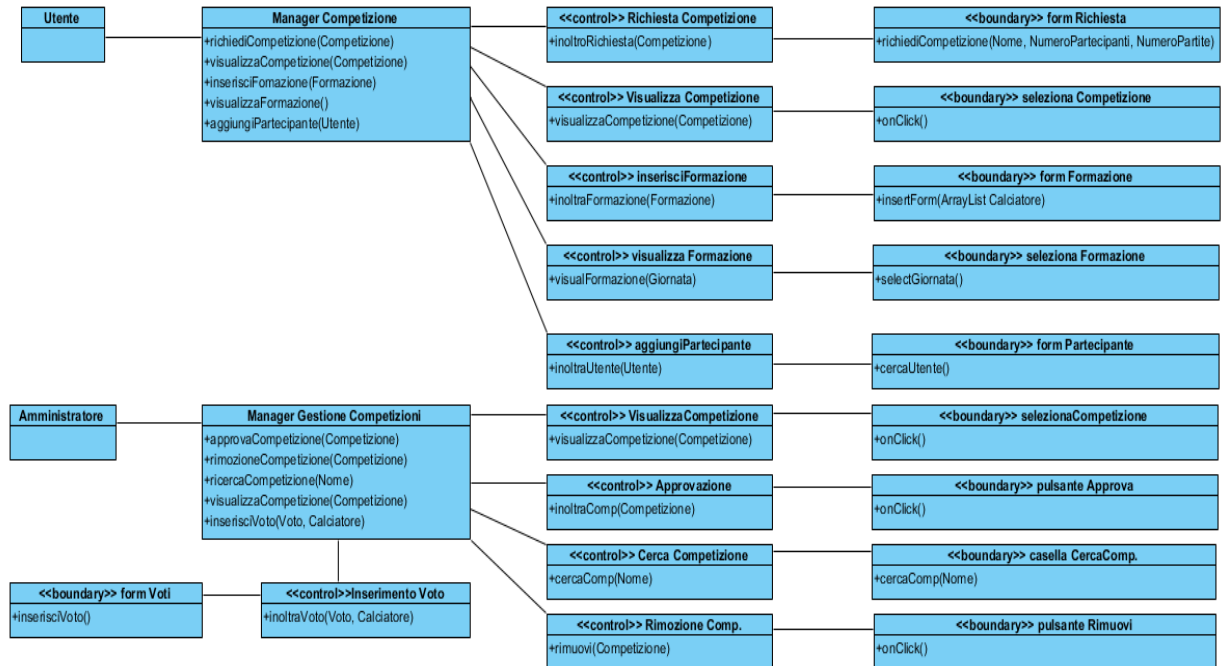 Utente
Manager Competizione
+richiediCompetizione(Competizione)
+visualizzaCompetizione(Competizione)
+inserisciFomazione(Formazione)
+visualizzaFormazione()
+aggiungiPartecipante(Utente)
<<control>> Richiesta Competizione
+inoltroRichiesta(Competizione)
<<boundary>> form Richiesta
+richiediCompetizione(Nome, NumeroPartecipanti, NumeroPartite)
<<control>> Visualizza Competizione
+visualizzaCompetizione(Competizione)
<<boundary>> seleziona Competizione
+onClick()
<<control>> inserisciFormazione
+inoltraFormazione(Formazione)
<<boundary>> form Formazione
+insertForm(ArrayList Calciatore)
<<control>> visualizza Formazione
+visualFormazione(Giornata)
<<boundary>> seleziona Formazione
+selectGiornata()
<<control>> aggiungiPartecipante
+inoltraUtente(Utente)
<<boundary>> form Partecipante
+cercaUtente()
Amministratore
Manager Gestione Competizioni
+approvaCompetizione(Competizione)
+rimozioneCompetizione(Competizione)
+ricercaCompetizione(Nome)
+visualizzaCompetizione(Competizione)
+inserisciVoto(Voto, Calciatore)
<<control>> VisualizzaCompetizione
+visualizzaCompetizione(Competizione)
<<boundary>> selezionaCompetizione
+onClick()
<<control>> Approvazione
+inoltraComp(Competizione)
<<boundary>> pulsante Approva
+onClick()
<<control>> Cerca Competizione
+cercaComp(Nome)
<<boundary>> casella CercaComp.
+cercaComp(Nome)
<<boundary>> form Voti
+inserisciVoto()
<<control>>Inserimento Voto
+inoltraVoto(Voto, Calciatore)
<<control>> Rimozione Comp.
+rimuovi(Competizione)
<<boundary>> pulsante Rimuovi
+onClick()